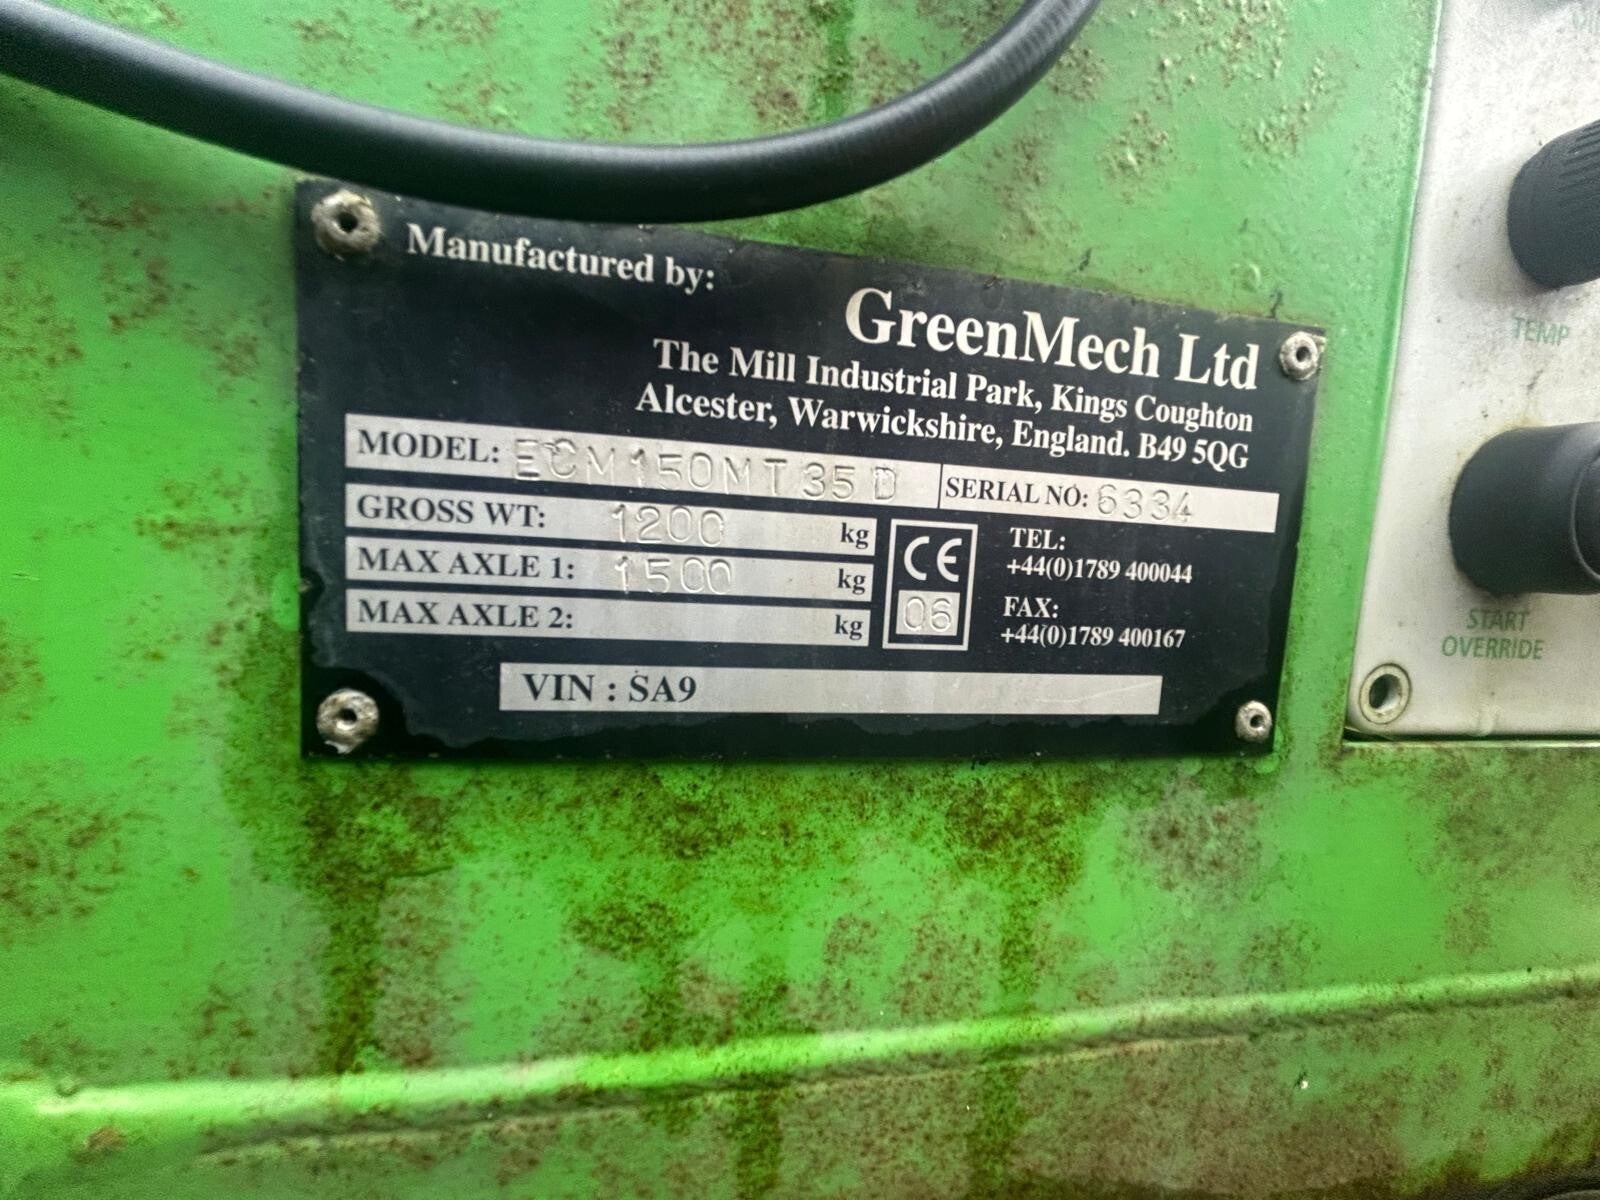 Manufactured by:
GreenMech Ltd
The Mill Industrial Park, Kings Coughton
Alcester, Warwickshire, England. B49 5QG
MODEL: ECM150MT35D SERIAL NO: 6334
GROSS WT: 1200 kg
MAX AXLE 1: 1500 kg
MAX AXLE 2: kg
CE
06
TEL:
+44(0)1789 400044
FAX:
+44(0)1789 400167
VIN : SA9
TEMP
START
OVERRIDE